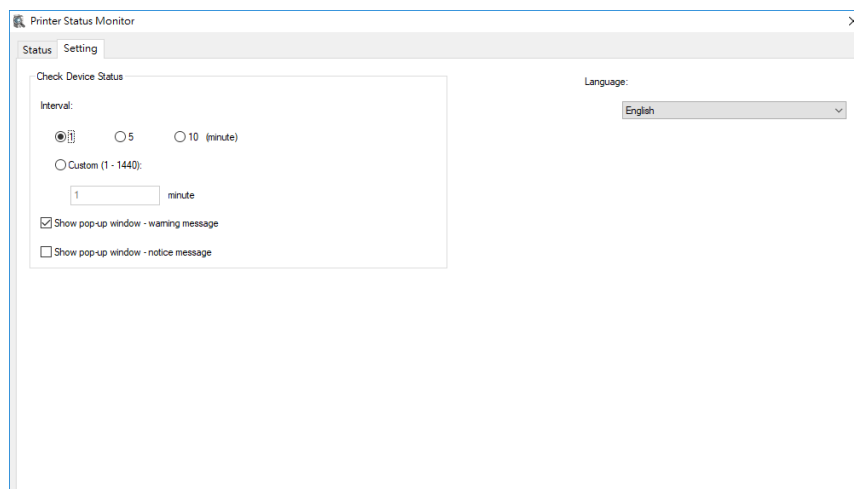 Printer Status Monitor
Status Setting
Check Device Status
Language:
English
Interval:
1 5 10 (minute)
Custom (1 - 1440):
1 minute
Show pop-up window - warning message
Show pop-up window - notice message